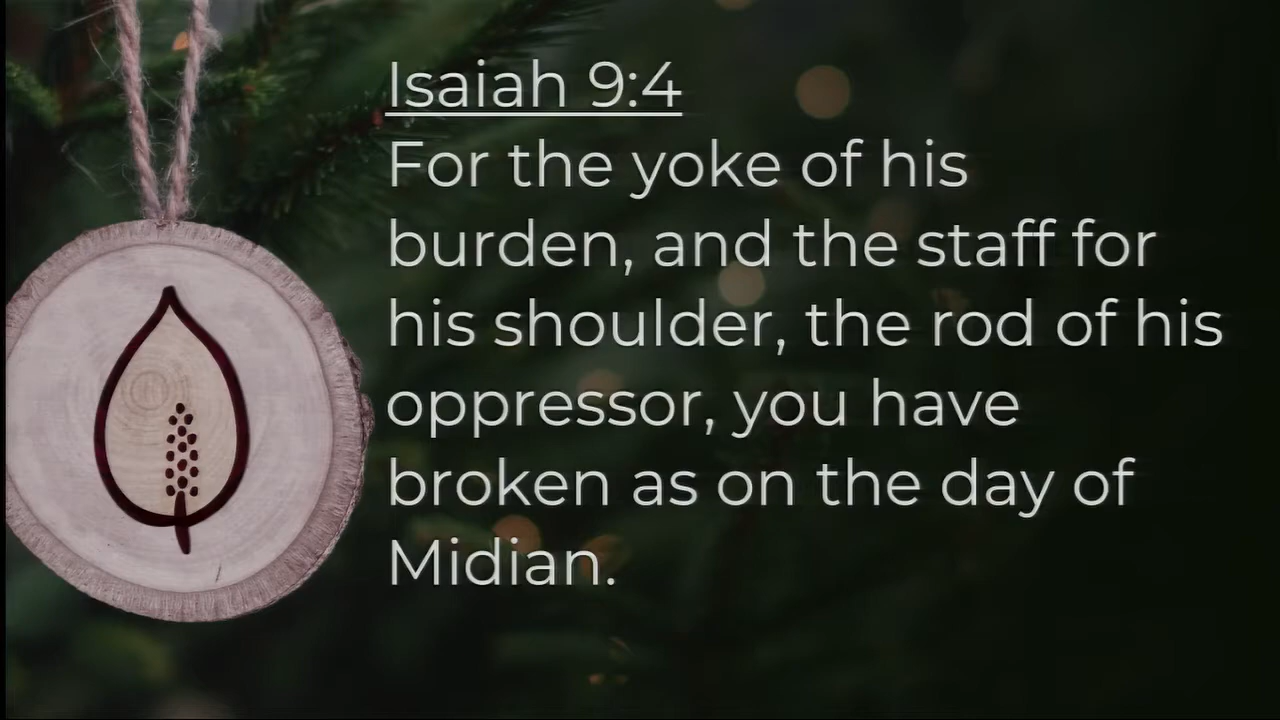 Isaiah 9:4
For the yoke of his
burden, and the staff for
his shoulder, the rod of his
oppressor, you have
broken as on the day of
Midian.